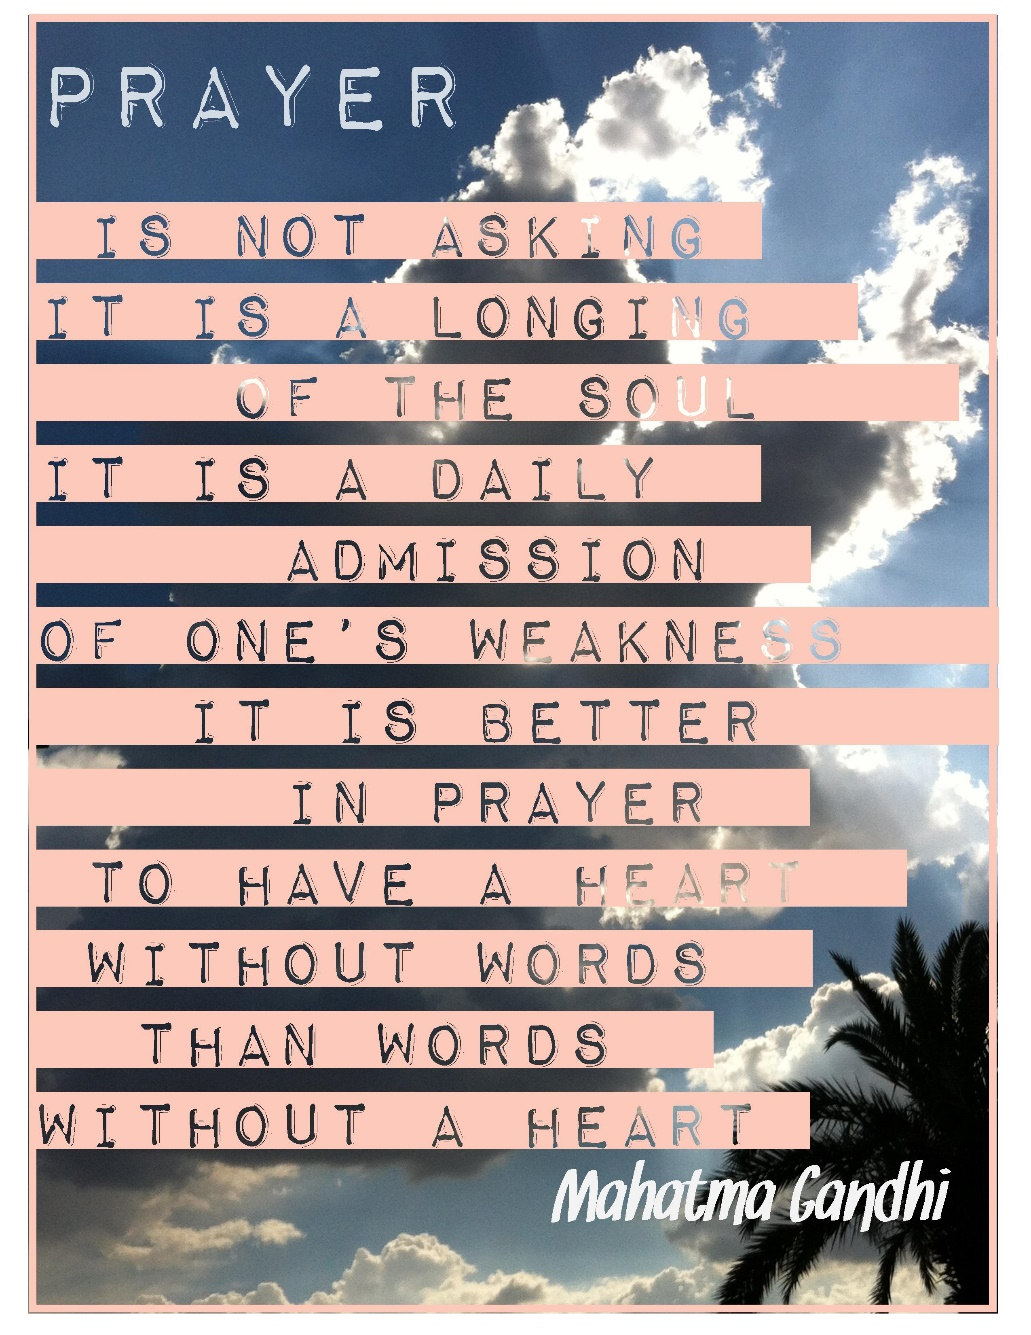 PRAYER
IS NOT ASKING
IT IS A LONGING
OF THE SOUL
IT IS A DAILY
ADMISSION
OF ONE'S WEAKNESS
IT IS BETTER
IN PRAYER
TO HAVE A HEART
WITHOUT WORDS
THAN WORDS
WITHOUT A HEART
Mahatma Gandhi